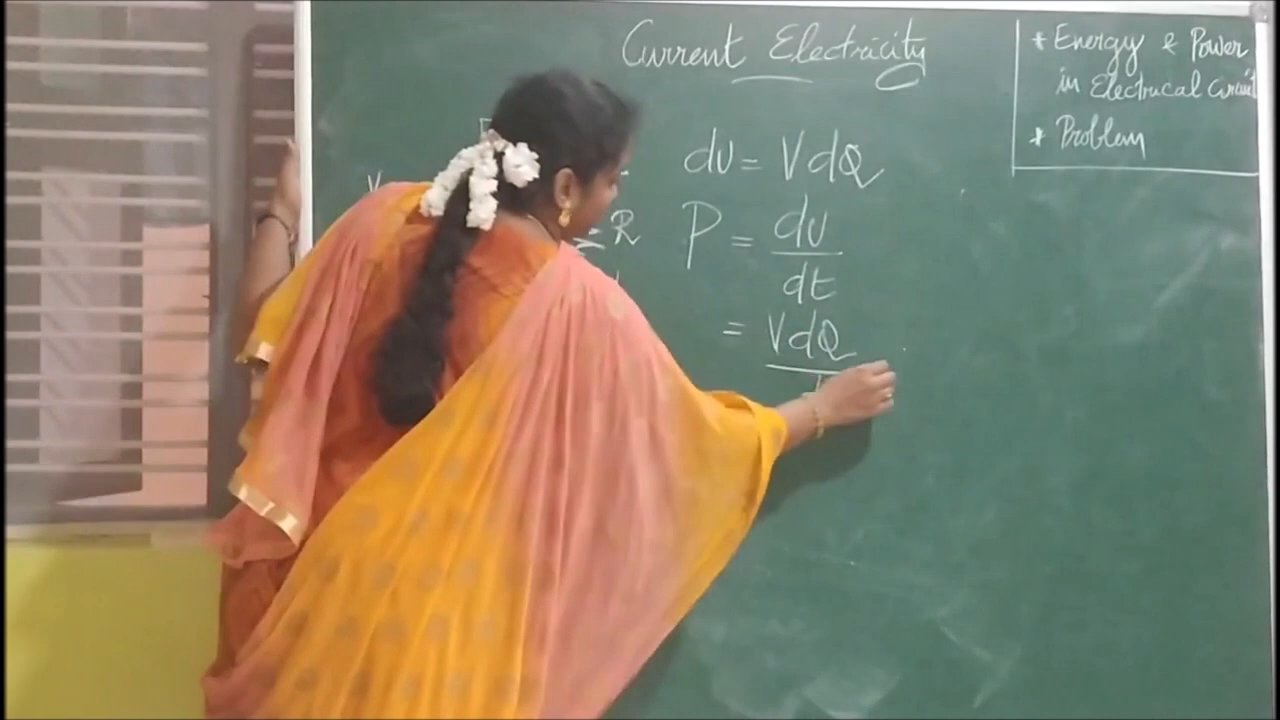 Current Electricity
* Energy & Power
in Electrical Circuit
* Problem
V
R
dU = VdQ
P = dU
dt
= VdQ